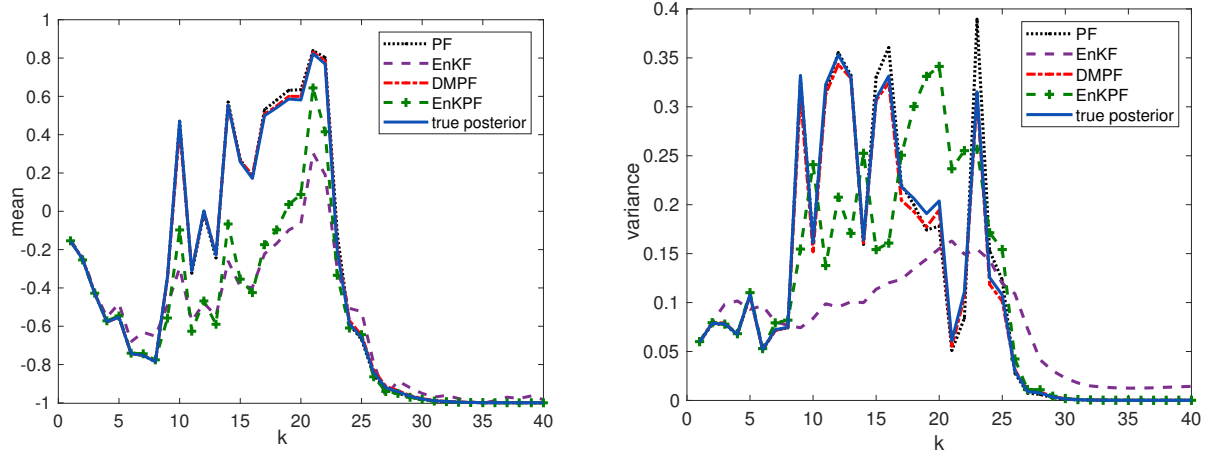 1
0.8
0.6
0.4
0.2
0
-0.2
-0.4
-0.6
-0.8
-1
mean
0 5 10 15 20 25 30 35 40
k
PF
EnKF
DMPF
EnKPF
true posterior
0.4
0.35
0.3
0.25
0.2
0.15
0.1
0.05
0
variance
0 5 10 15 20 25 30 35 40
k
PF
EnKF
DMPF
EnKPF
true posterior